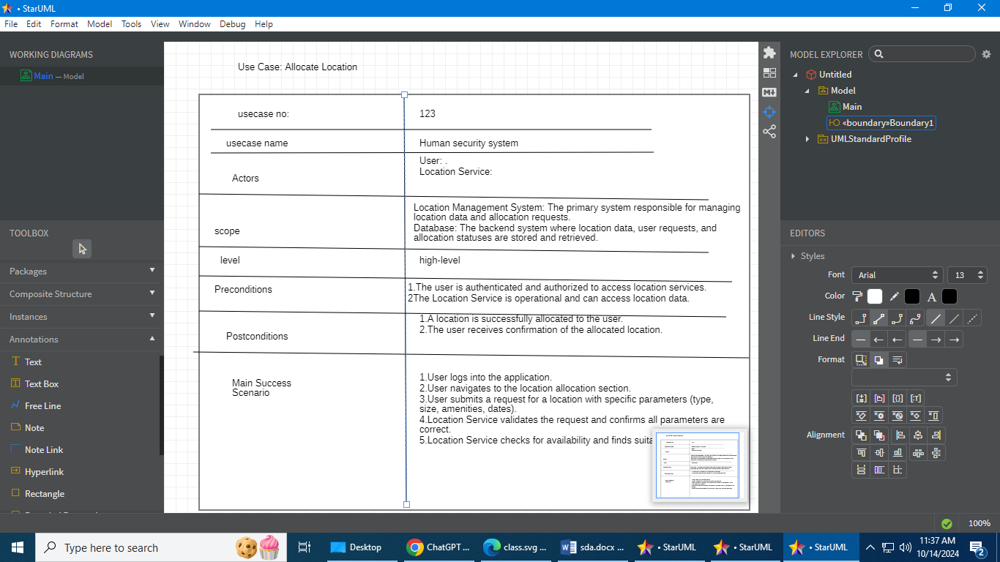 • StarUML
File Edit Format Model Tools View Window Debug Help
WORKING DIAGRAMS
Main — Model
TOOLBOX
Packages
Composite Structure
Instances
Annotations
Text
Text Box
Free Line
Note
Note Link
Hyperlink
Rectangle
Use Case: Allocate Location
usecase no: 123
usecase name Human security system
User: .
Location Service:
Actors
Location Management System: The primary system responsible for managing
location data and allocation requests.
Database: The backend system where location data, user requests, and
allocation statuses are stored and retrieved.
scope
level high-level
Preconditions
1.The user is authenticated and authorized to access location services.
2The Location Service is operational and can access location data.
1.A location is successfully allocated to the user.
2.The user receives confirmation of the allocated location.
Postconditions
Main Success
Scenario
1.User logs into the application.
2.User navigates to the location allocation section.
3.User submits a request for a location with specific parameters (type,
size, amenities, dates).
4.Location Service validates the request and confirms all parameters are
correct.
5.Location Service checks for availability and finds
MODEL EXPLORER
Untitled
Model
Main
«boundary»Boundary1
UMLStandardProfile
EDITORS
Styles
Font Arial 13
Color A
Line Style
Line End
Format
Alignment
100%
Type here to search
Desktop
ChatGPT ...
class.svg ...
sda.docx ...
• StarUML
• StarUML
• StarUML
11:37 AM
10/14/2024
2